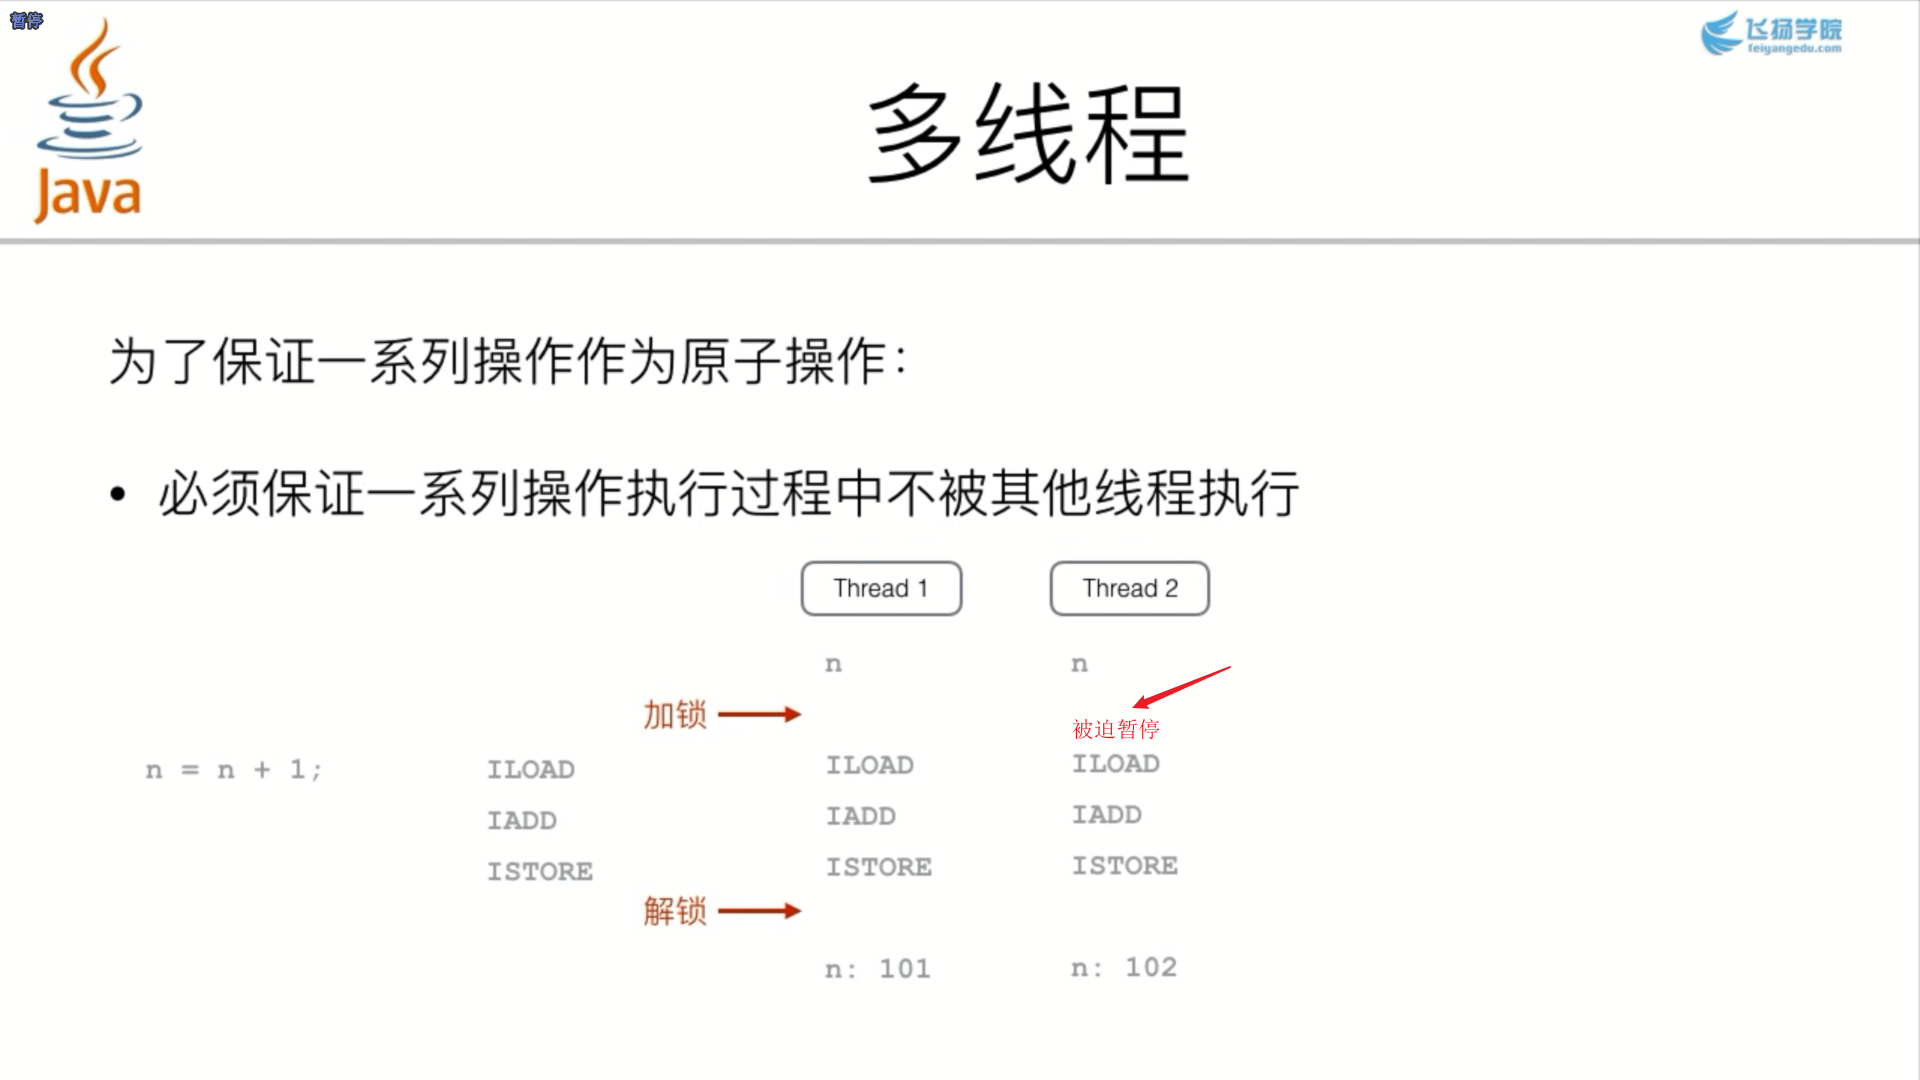 暂停
Java
飞扬学院
feiyangedu.com
多线程
为了保证一系列操作作为原子操作：
• 必须保证一系列操作执行过程中不被其他线程执行
Thread 1
Thread 2
n
n
加锁
被迫暂停
n = n + 1;
ILOAD
ILOAD
ILOAD
IADD
IADD
IADD
ISTORE
ISTORE
ISTORE
解锁
n: 101
n: 102